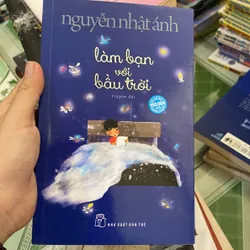 nguyễn nhật ánh
làm bạn
với
bầu trời
truyện dài
NHÀ XUẤT BẢN TRẺ